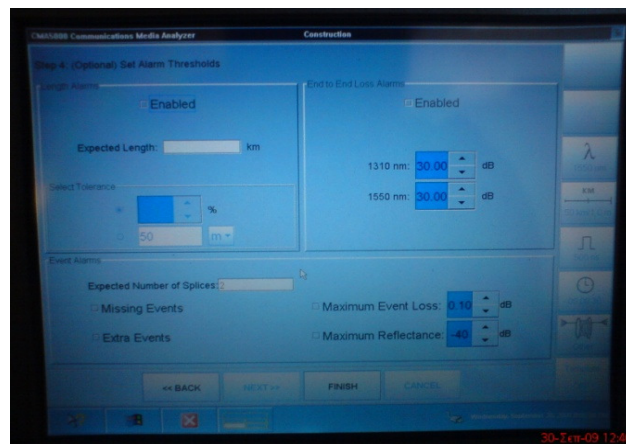 CMA5000 Communications Media Analyzer Construction
Step 4: (Optional) Set Alarm Thresholds
Length Alarms
Enabled
Expected Length: km
Select Tolerance
%
50 m
End to End Loss Alarms
Enabled
1310 nm: 30.00 dB
1550 nm: 30.00 dB
Event Alarms
Expected Number of Splices:
Missing Events
Extra Events
Maximum Event Loss: 0.10 dB
Maximum Reflectance: -40 dB
<< BACK NEXT >> FINISH CANCEL
λ
KM
30-Σεπ-09 12:4